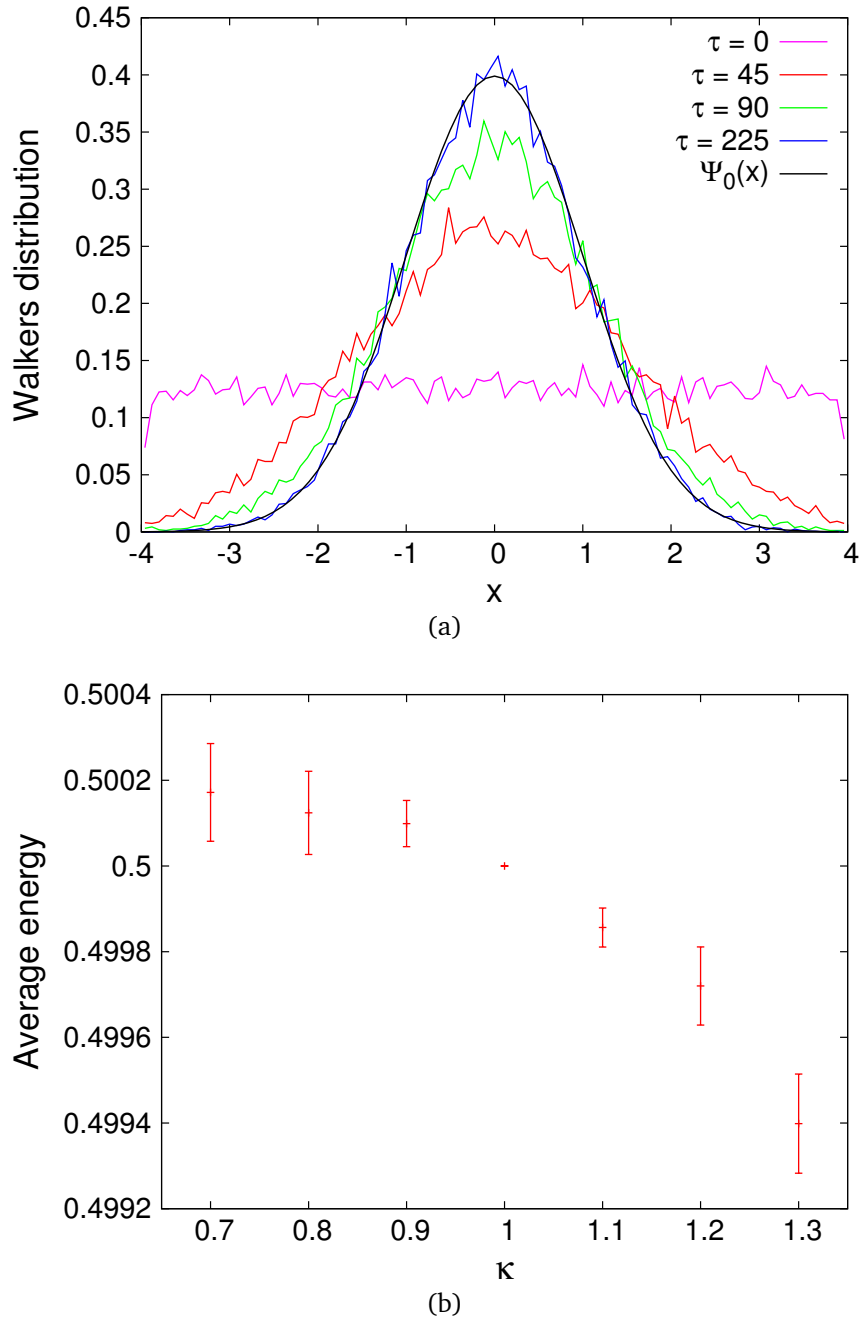 0.45
0.4
0.35
0.3
0.25
0.2
0.15
0.1
0.05
0
Walkers distribution
τ = 0
τ = 45
τ = 90
τ = 225
Ψ0(x)
-4 -3 -2 -1 0 1 2 3 4
x
(a)
0.5004
0.5002
0.5
0.4998
0.4996
0.4994
0.4992
Average energy
0.7 0.8 0.9 1 1.1 1.2 1.3
κ
(b)